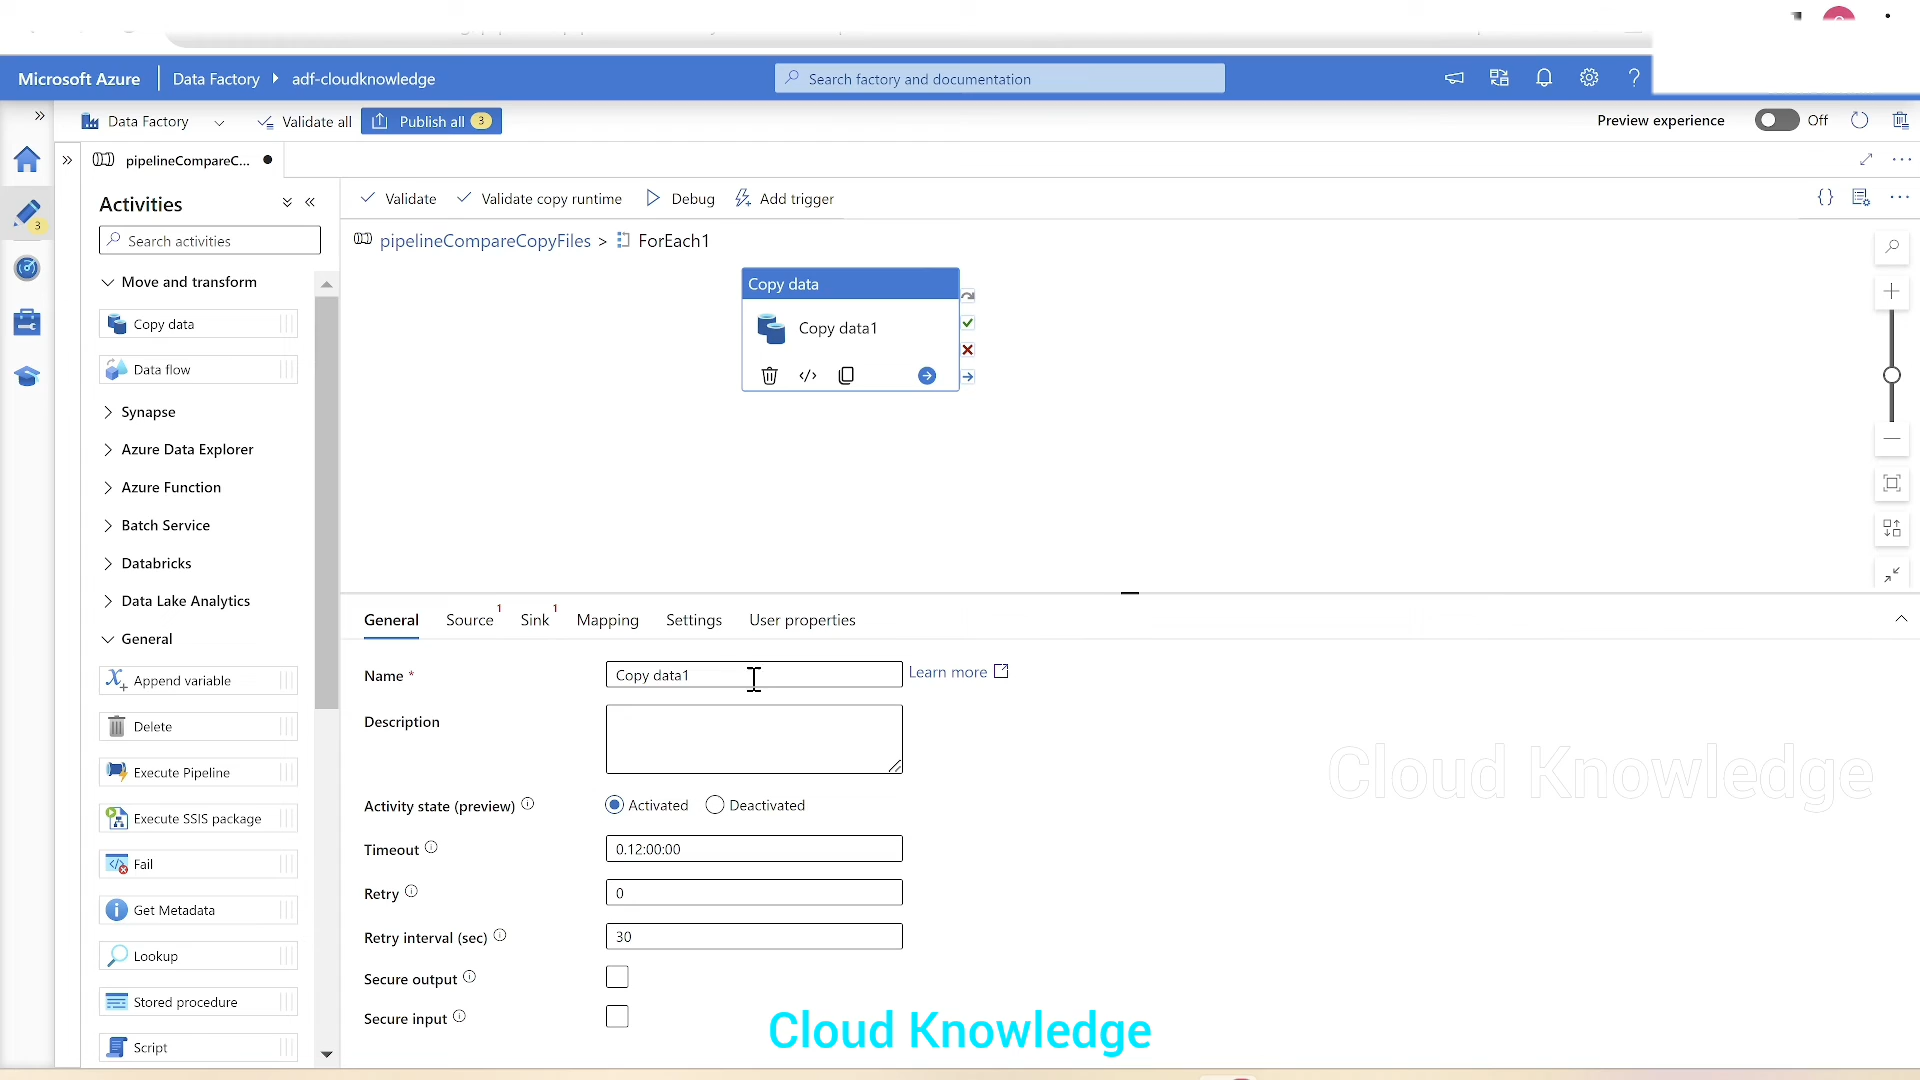 Microsoft Azure
Data Factory
adf-cloudknowledge
Search factory and documentation
?
Data Factory
Validate all
Publish all 3
Preview experience
Off
pipelineCompareC...
3
Activities
Search activities
Validate
Validate copy runtime
Debug
Add trigger
{}
pipelineCompareCopyFiles > ForEach1
Move and transform
Copy data
Data flow
Synapse
Azure Data Explorer
Azure Function
Batch Service
Databricks
Data Lake Analytics
General
Append variable
Delete
Execute Pipeline
Execute SSIS package
Fail
Get Metadata
Lookup
Stored procedure
Script
Copy data
Copy data1
General
Source 1
Sink 1
Mapping
Settings
User properties
Name *
Copy data1
Learn more
Description
Activity state (preview)
Activated
Deactivated
Timeout
0.12:00:00
Retry
0
Retry interval (sec)
30
Secure output
Secure input
Cloud Knowledge
Cloud Knowledge